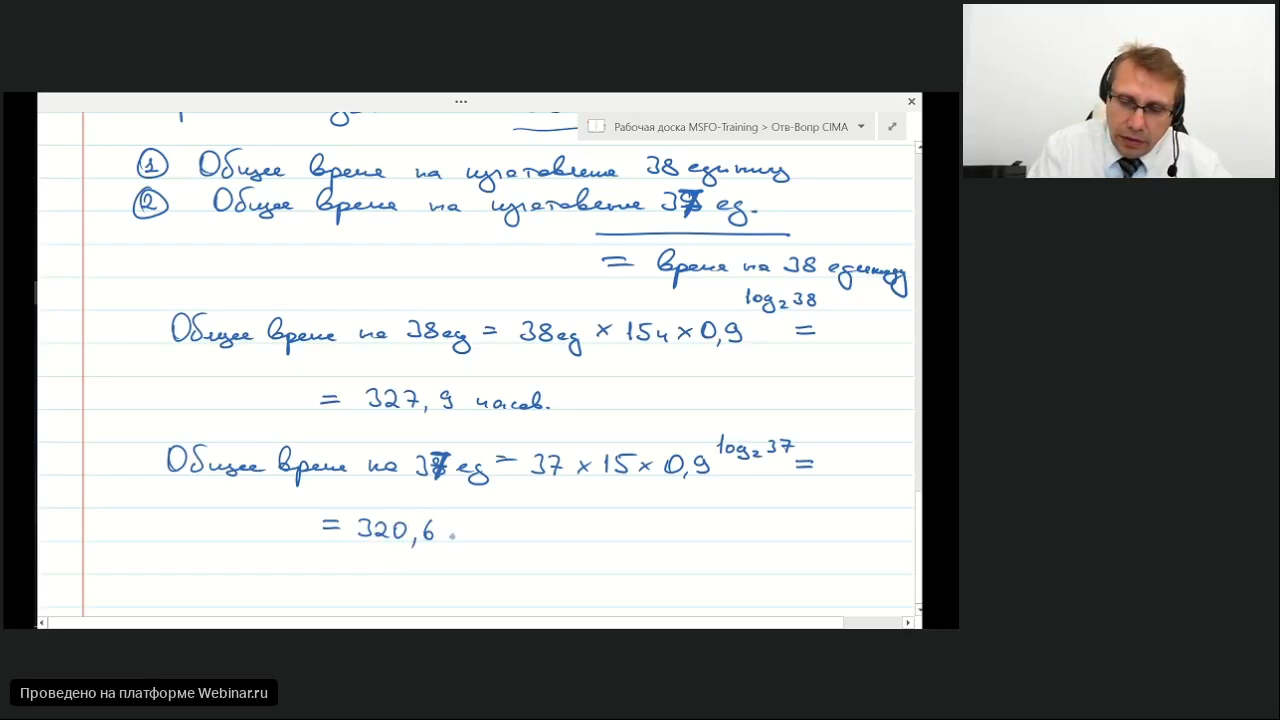 Рабочая доска MSFO-Training > Отв-Вопр CIMA
① Общее время на изготовление 38 единиц
② Общее время на изготовление 37 ед.
= время на 38 единицу
Общее время на 38ед = 38ед × 15ч × 0,9^log₂38 =
= 327,9 часов.
Общее время на 37 ед = 37 × 15 × 0,9^log₂37 =
= 320,6
Проведено на платформе Webinar.ru